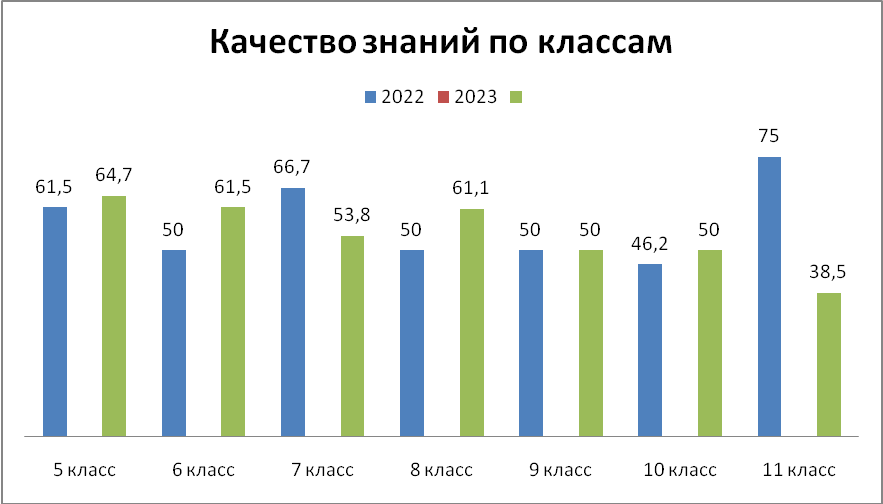 Качество знаний по классам
2022 2023
61,5 64,7 50 61,5 66,7 53,8 50 61,1 50 50 46,2 50 75 38,5
5 класс 6 класс 7 класс 8 класс 9 класс 10 класс 11 класс